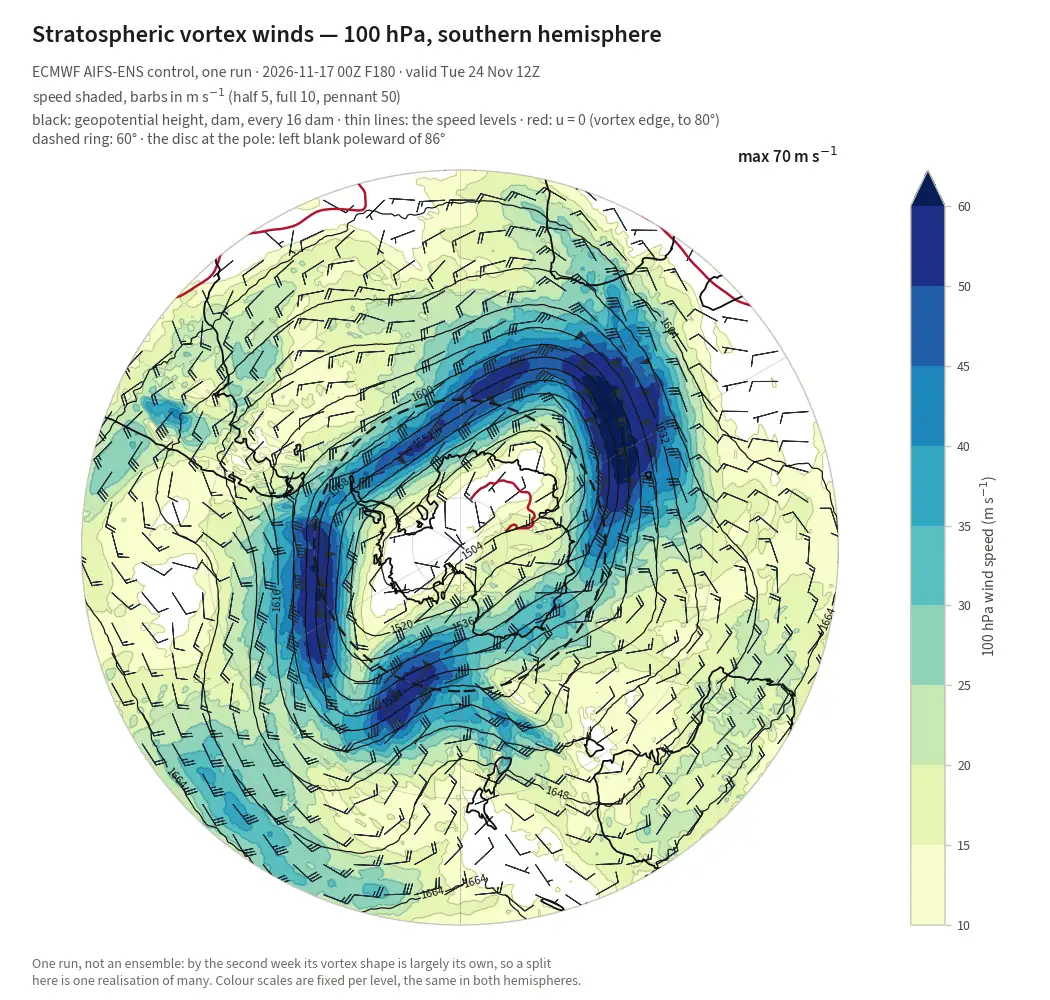 Stratospheric vortex winds — 100 hPa, southern hemisphere
ECMWF AIFS-ENS control, one run · 2026-11-17 00Z F180 · valid Tue 24 Nov 12Z
speed shaded, barbs in m s⁻¹ (half 5, full 10, pennant 50)
black: geopotential height, dam, every 16 dam · thin lines: the speed levels · red: u = 0 (vortex edge, to 80°)
dashed ring: 60° · the disc at the pole: left blank poleward of 86°
max 70 m s⁻¹
60
50
45
40
35
30
25
20
15
10
100 hPa wind speed (m s⁻¹)
1600
1632
1504
1616
1520
1536
1664
1664
1648
1664
1664
One run, not an ensemble: by the second week its vortex shape is largely its own, so a split
here is one realisation of many. Colour scales are fixed per level, the same in both hemispheres.